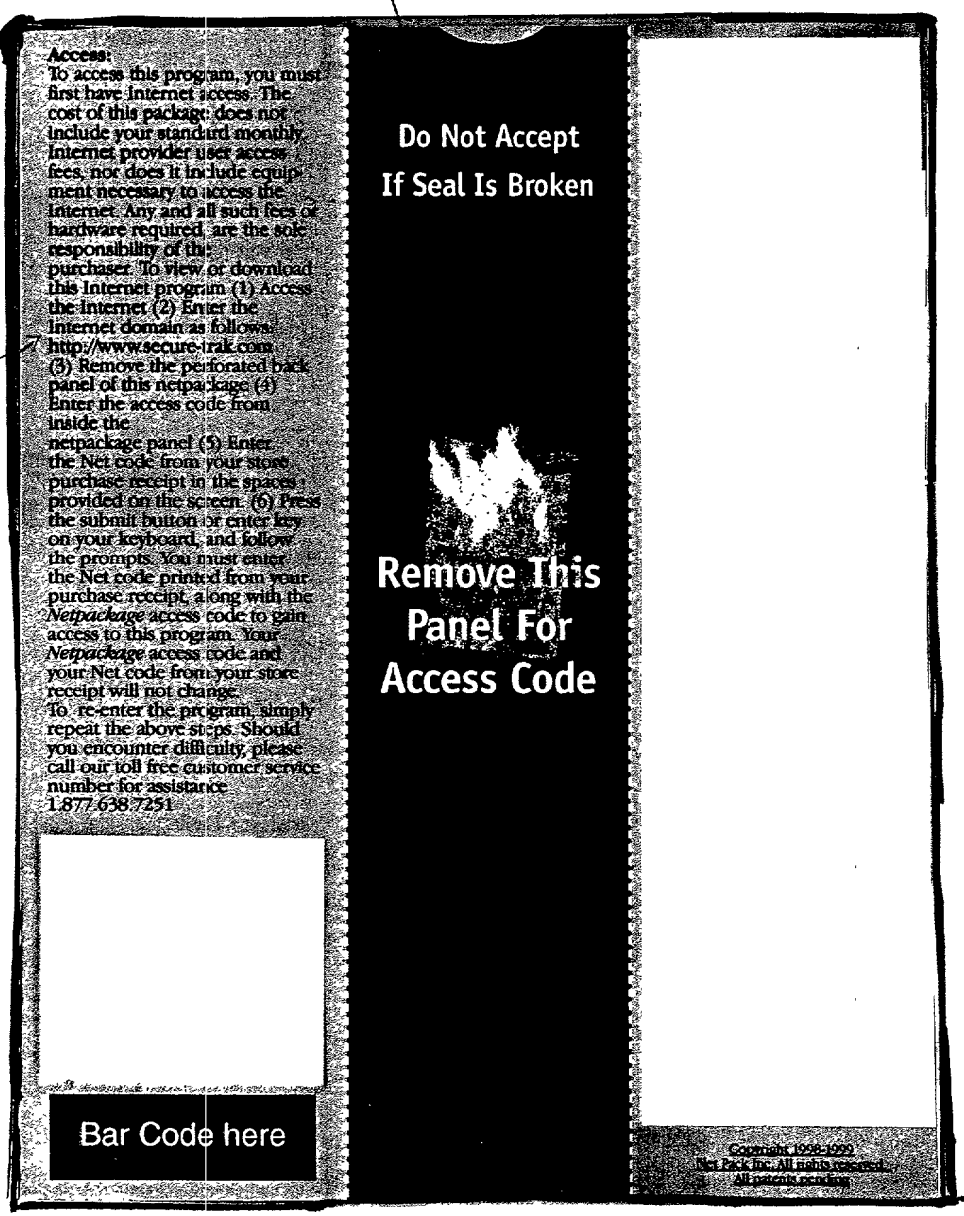 Access:
To access this program, you must
first have Internet access. The
cost of this package does not
include your standard monthly
Internet provider user access
fees, nor does it include equip-
ment necessary to access the
Internet. Any and all such fees or
hardware required, are the sole
responsibility of the
purchaser. To view or download
this Internet program (1) Access
the Internet (2) Enter the
Internet domain as follows:
http://www.secure-trak.com
(3) Remove the perforated back
panel of this netpackage (4)
Enter the access code from
inside the
netpackage panel (5) Enter
the Net code from your store
purchase receipt in the spaces
provided on the screen. (6) Press
the submit button or enter key
on your keyboard, and follow
the prompts. You must enter
the Net code printed from your
purchase receipt, along with the
Netpackage access code to gain
access to this program. Your
Netpackage access code and
your Net code from your store
receipt will not change.
To re-enter the program, simply
repeat the above steps. Should
you encounter difficulty, please
call our toll free customer service
number for assistance
1.877.638.7251
Bar Code here
Do Not Accept
If Seal Is Broken
Remove This
Panel For
Access Code
Copyright 1998-1999
Net Pack Inc. All rights reserved.
All patents pending